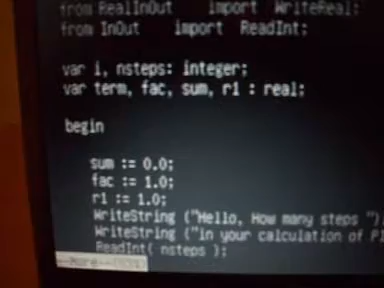 from RealInOut import WriteReal;
from InOut import ReadInt;
var i, nsteps: integer;
var term, fac, sum, r1 : real;
begin
sum := 0.0;
fac := 1.0;
r1 := 1.0;
WriteString ("Hello, How many steps ")
WriteString ("in your calculation of PI
ReadInt( nsteps );
--More--